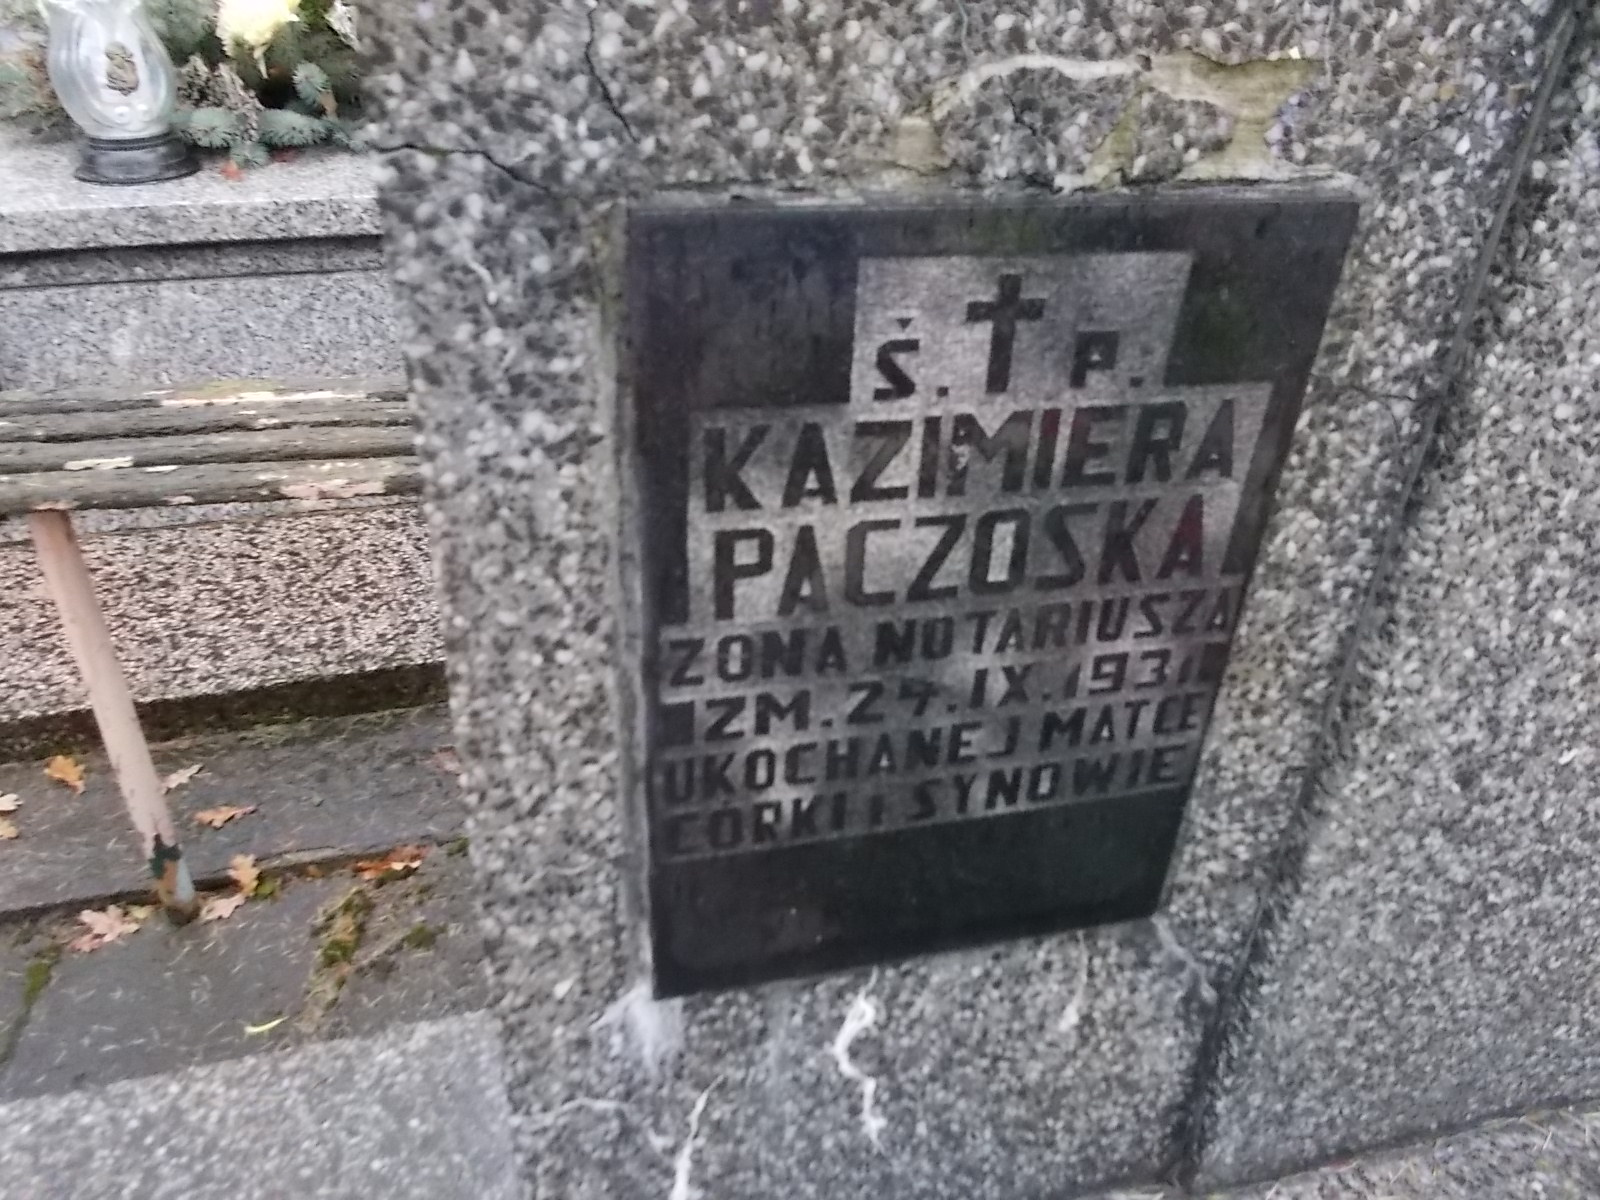 Ś. P.
KAZIMIERA
PACZOSKA
ŻONA NOTARIUSZA
ZM. 24.IX.1931
UKOCHANEJ MATCE
CÓRKI I SYNOWIE